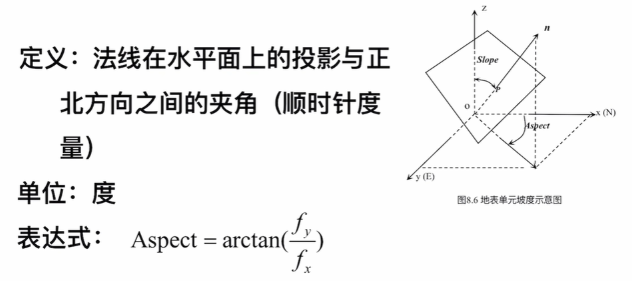 定义：法线在水平面上的投影与正
北方向之间的夹角（顺时针度
量）
单位：度
表达式： Aspect = arctan(f_y/f_x)
z
n
Slope
o
x (N)
Aspect
y (E)
图8.6 地表单元坡度示意图